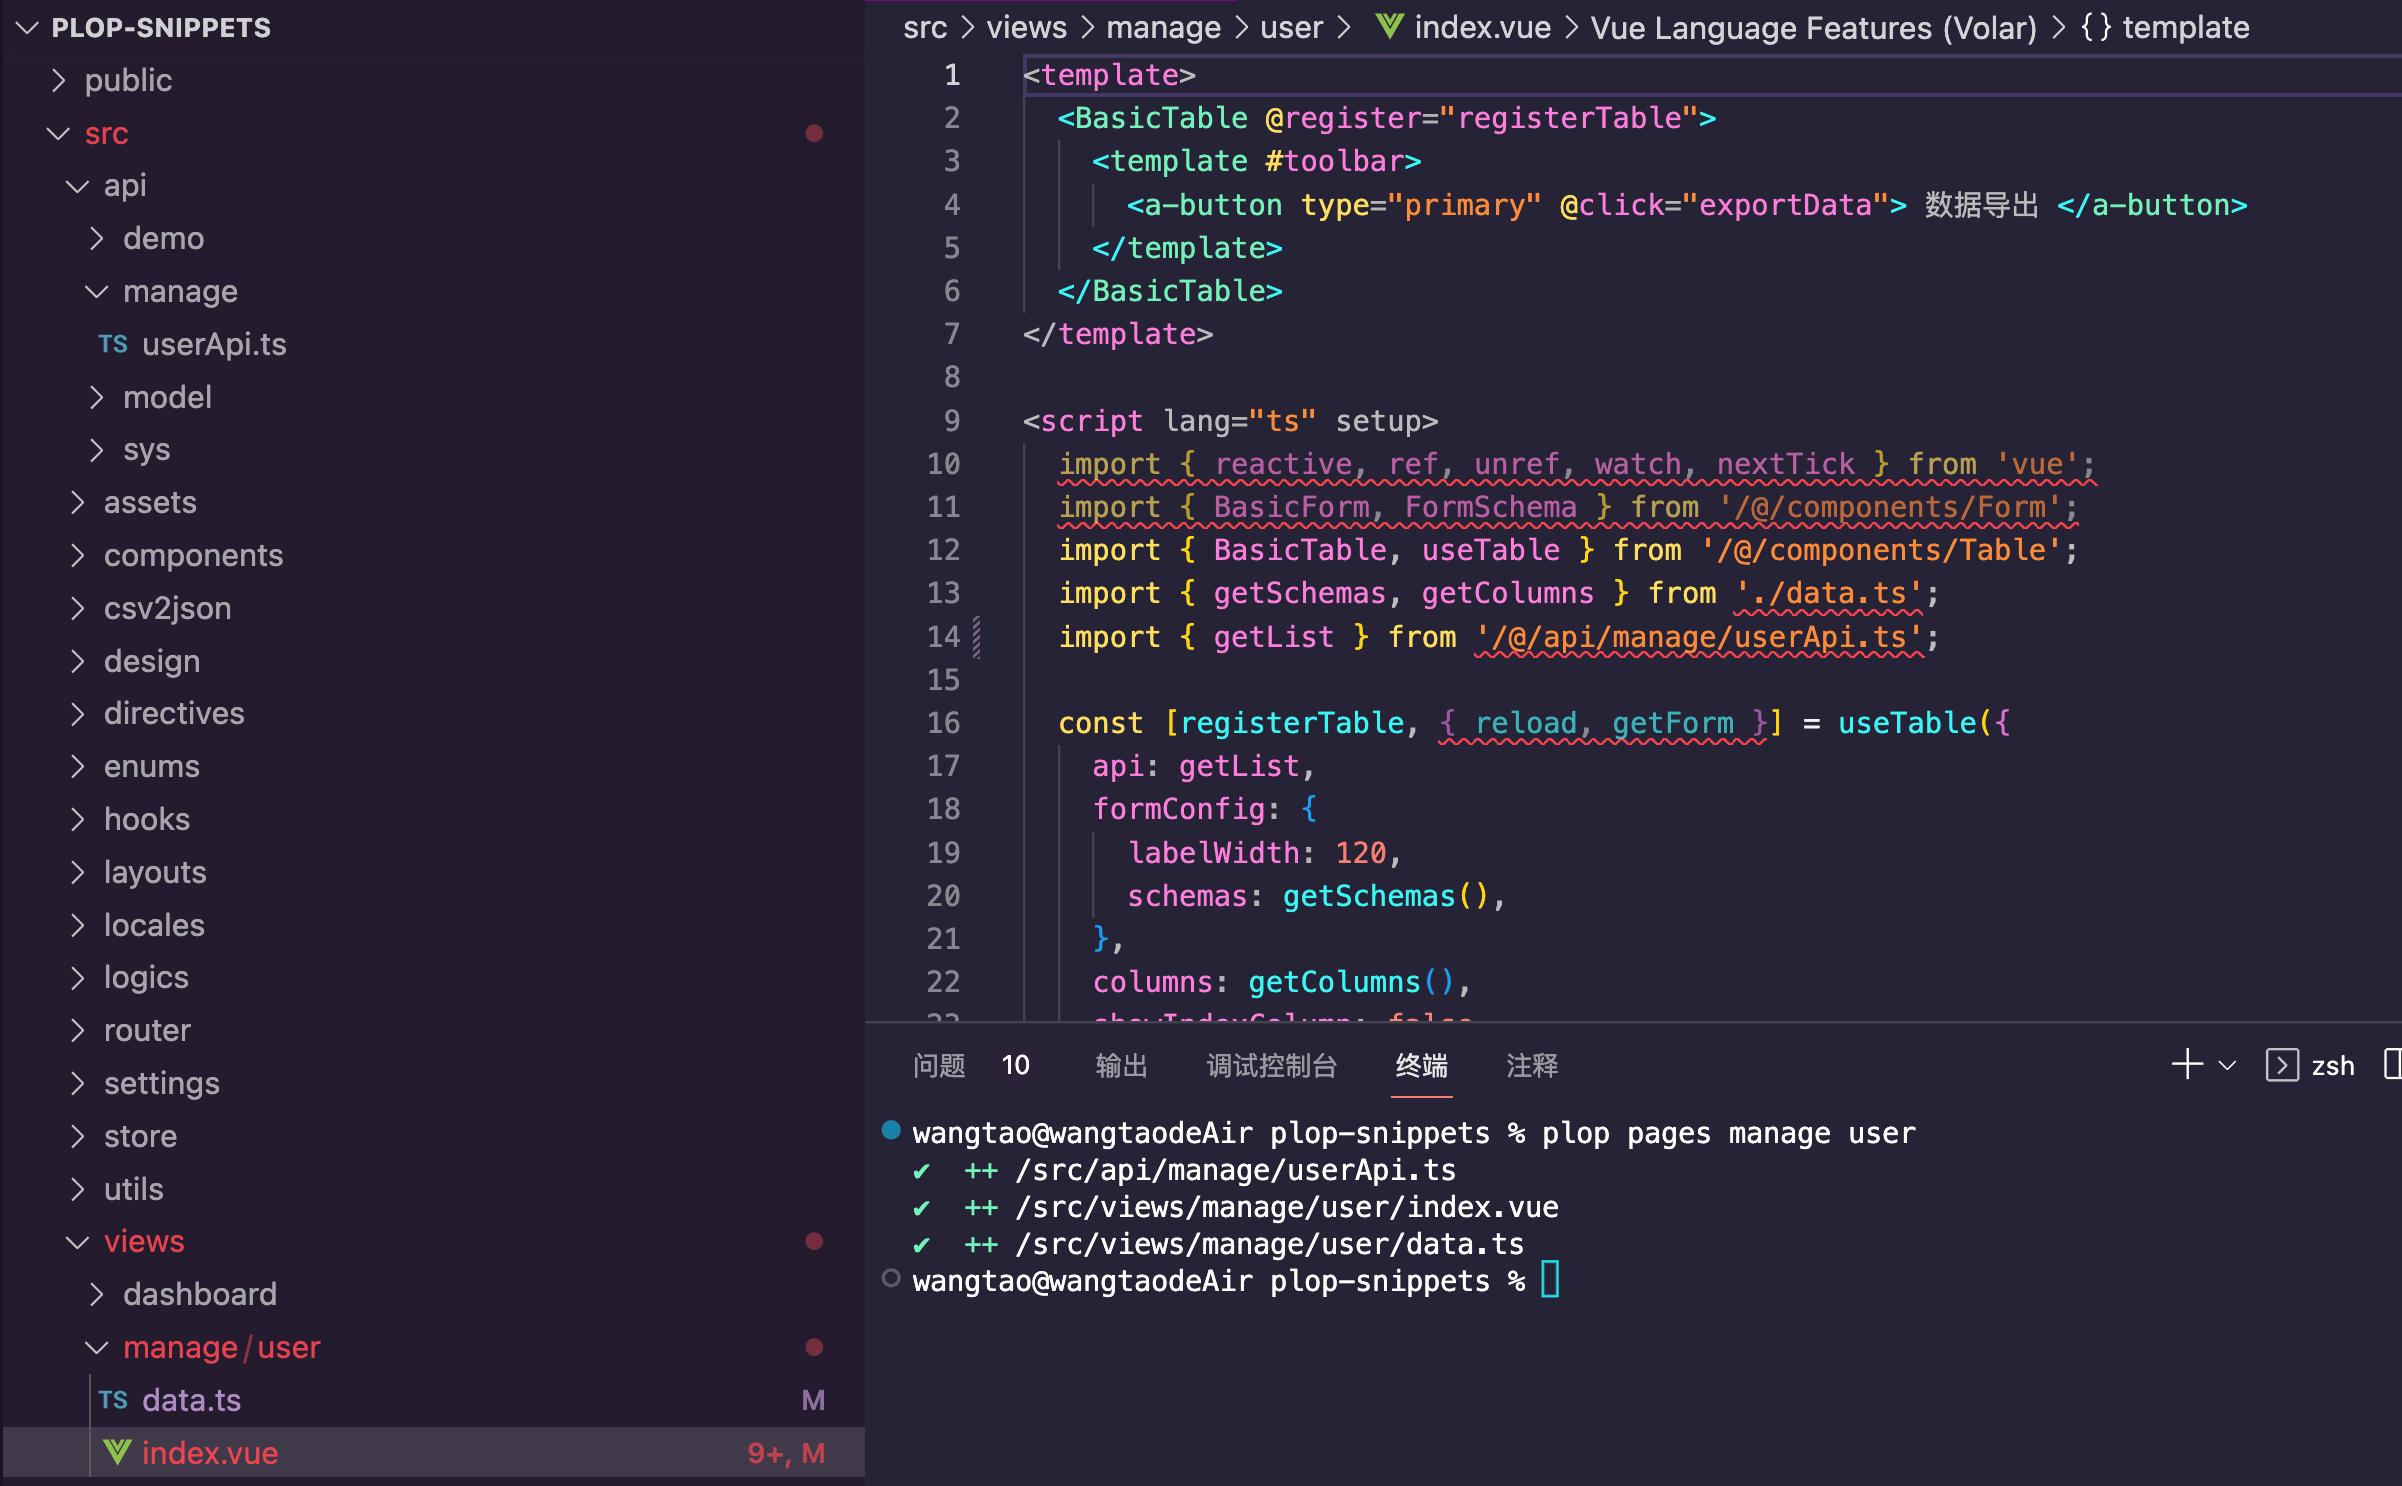 PLOP-SNIPPETS
public
src
api
demo
manage
TS userApi.ts
model
sys
assets
components
csv2json
design
directives
enums
hooks
layouts
locales
logics
router
settings
store
utils
views
dashboard
manage/user
TS data.ts M
index.vue 9+, M
src > views > manage > user > index.vue > Vue Language Features (Volar) > {} template
1 <template>
2 <BasicTable @register="registerTable">
3 <template #toolbar>
4 <a-button type="primary" @click="exportData"> 数据导出 </a-button>
5 </template>
6 </BasicTable>
7 </template>
8
9 <script lang="ts" setup>
10 import { reactive, ref, unref, watch, nextTick } from 'vue';
11 import { BasicForm, FormSchema } from '/@/components/Form';
12 import { BasicTable, useTable } from '/@/components/Table';
13 import { getSchemas, getColumns } from './data.ts';
14 import { getList } from '/@/api/manage/userApi.ts';
15
16 const [registerTable, { reload, getForm }] = useTable({
17 api: getList,
18 formConfig: {
19 labelWidth: 120,
20 schemas: getSchemas(),
21 },
22 columns: getColumns(),
23 showIndexColumn: false
问题 10 输出 调试控制台 终端 注释 zsh
wangtao@wangtaodeAir plop-snippets % plop pages manage user
✔ ++ /src/api/manage/userApi.ts
✔ ++ /src/views/manage/user/index.vue
✔ ++ /src/views/manage/user/data.ts
wangtao@wangtaodeAir plop-snippets %